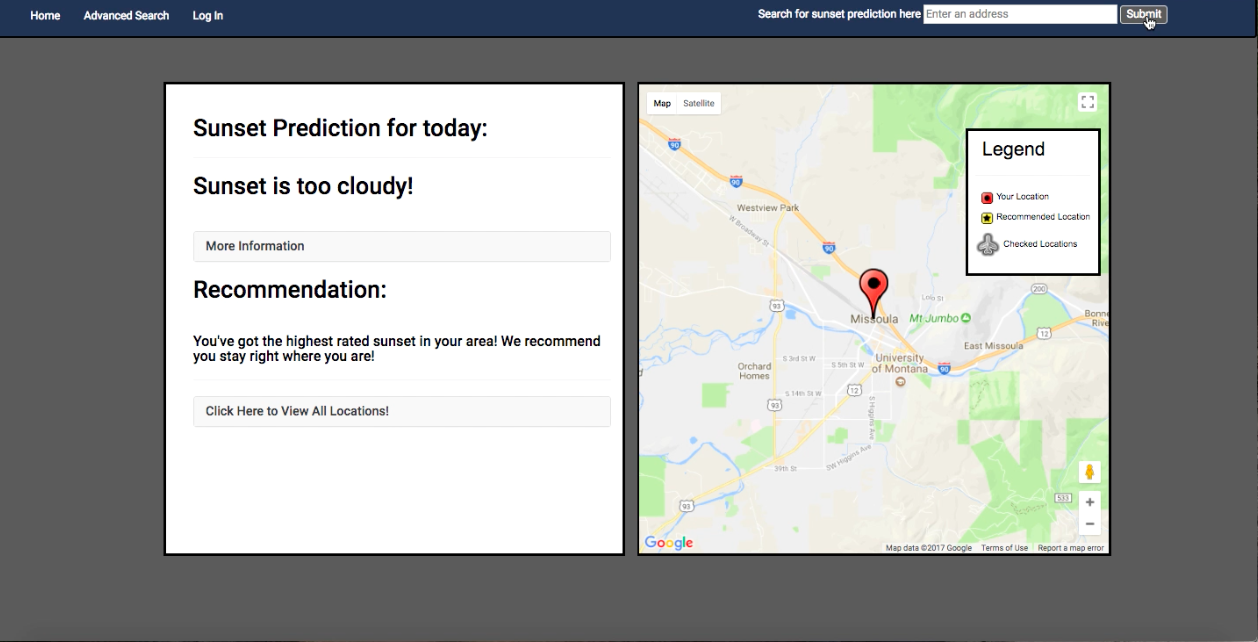 Home Advanced Search Log In Search for sunset prediction here Enter an address Submit
Sunset Prediction for today:
Sunset is too cloudy!
More Information
Recommendation:
You've got the highest rated sunset in your area! We recommend
you stay right where you are!
Click Here to View All Locations!
Map Satellite
Legend
Your Location
Recommended Location
Checked Locations
90
90
Westview Park
W Broadway St
90
93
Lolo St
200
Missoula
Mt Jumbo
12
Bonne
Rive
East Missoula
S 3rd St W
S 5th St W
University
of Montana
90
Orchard
Homes
12
S 14th St W
93
S Higgins Ave
SW Higgins Ave
39th St
533
93
+
−
Google
Map data ©2017 Google Terms of Use Report a map error